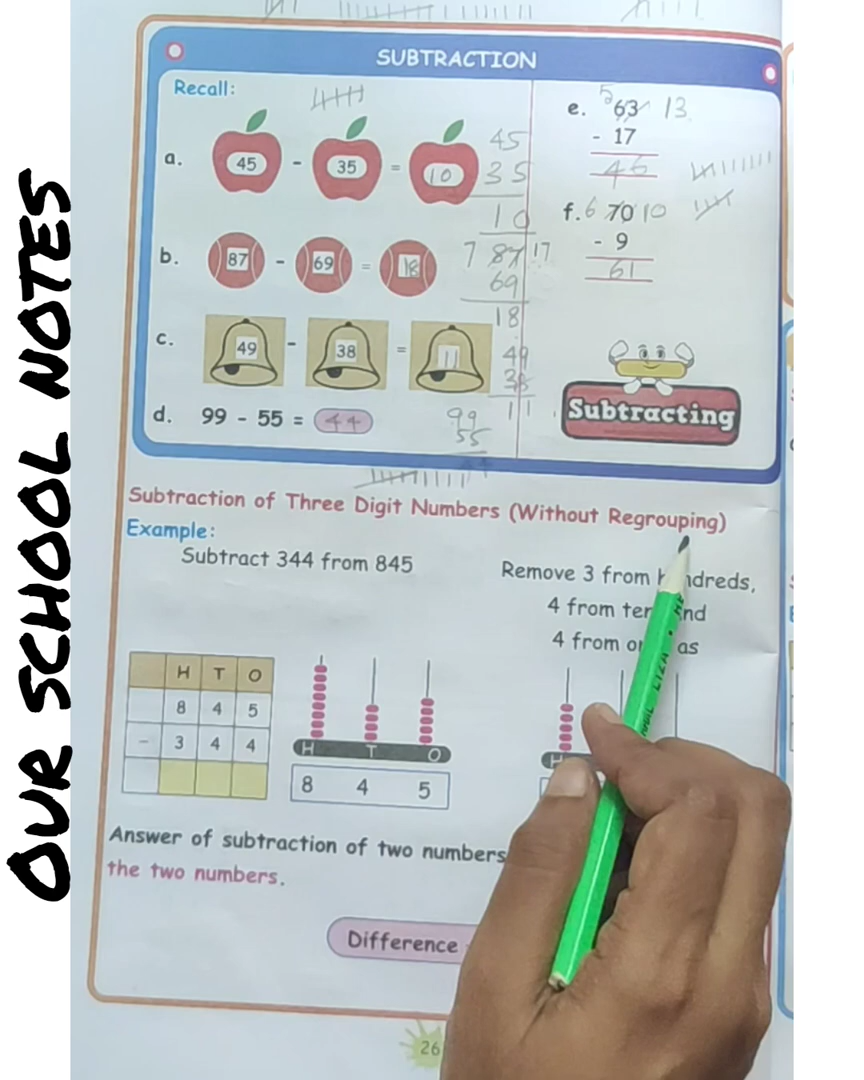 OUR SCHOOL NOTES
SUBTRACTION
Recall:
a. 45 - 35 = 10
45
35
10
b. 87 - 69 = 18
7 87 17
69
18
c. 49 - 38 = 11
49
38
11
d. 99 - 55 = 44
99
55
e. 5 63 13
- 17
46
f. 6 70 10
- 9
61
Subtracting
Subtraction of Three Digit Numbers (Without Regrouping)
Example:
Subtract 344 from 845
Remove 3 from
4 from
4 from as
H T O
8 4 5
- 3 4 4
H T O
8 4 5
H
Answer of subtraction of two numbers
the two numbers.
Difference
26